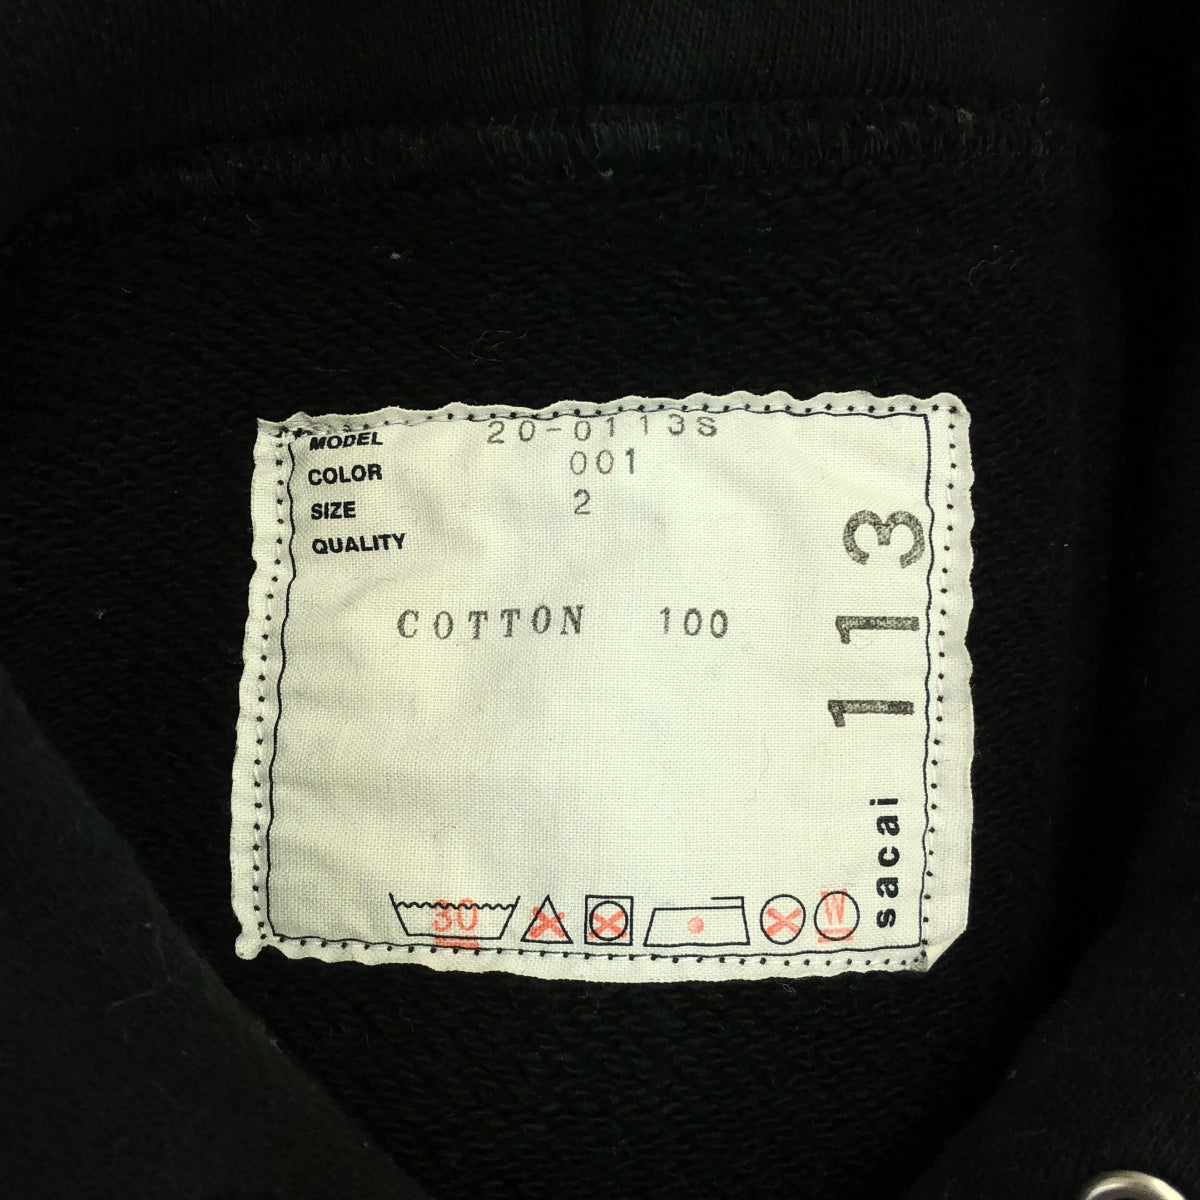 MODEL 20-0113S
COLOR 001
SIZE 2
QUALITY
COTTON 100
30
W
sacai 113